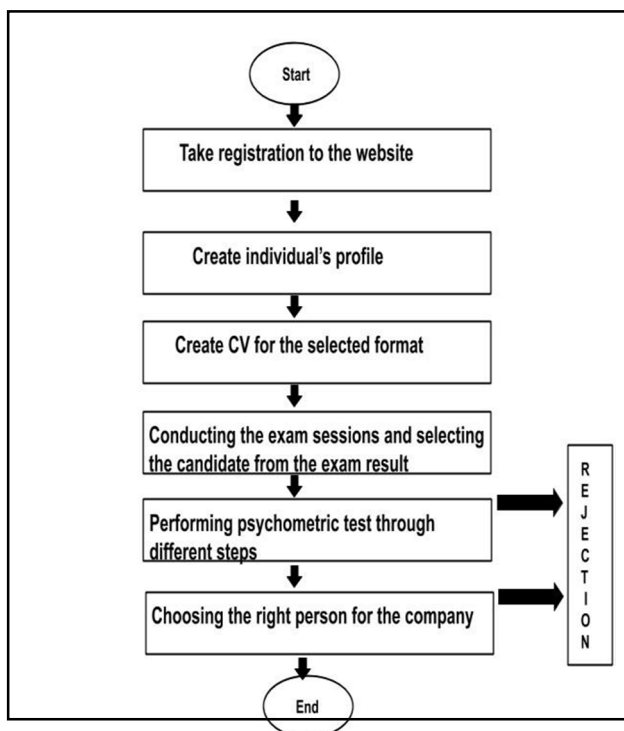 Start
Take registration to the website
Create individual's profile
Create CV for the selected format
Conducting the exam sessions and selecting
the candidate from the exam result
Performing psychometric test through
different steps
Choosing the right person for the company
End
REJECTION